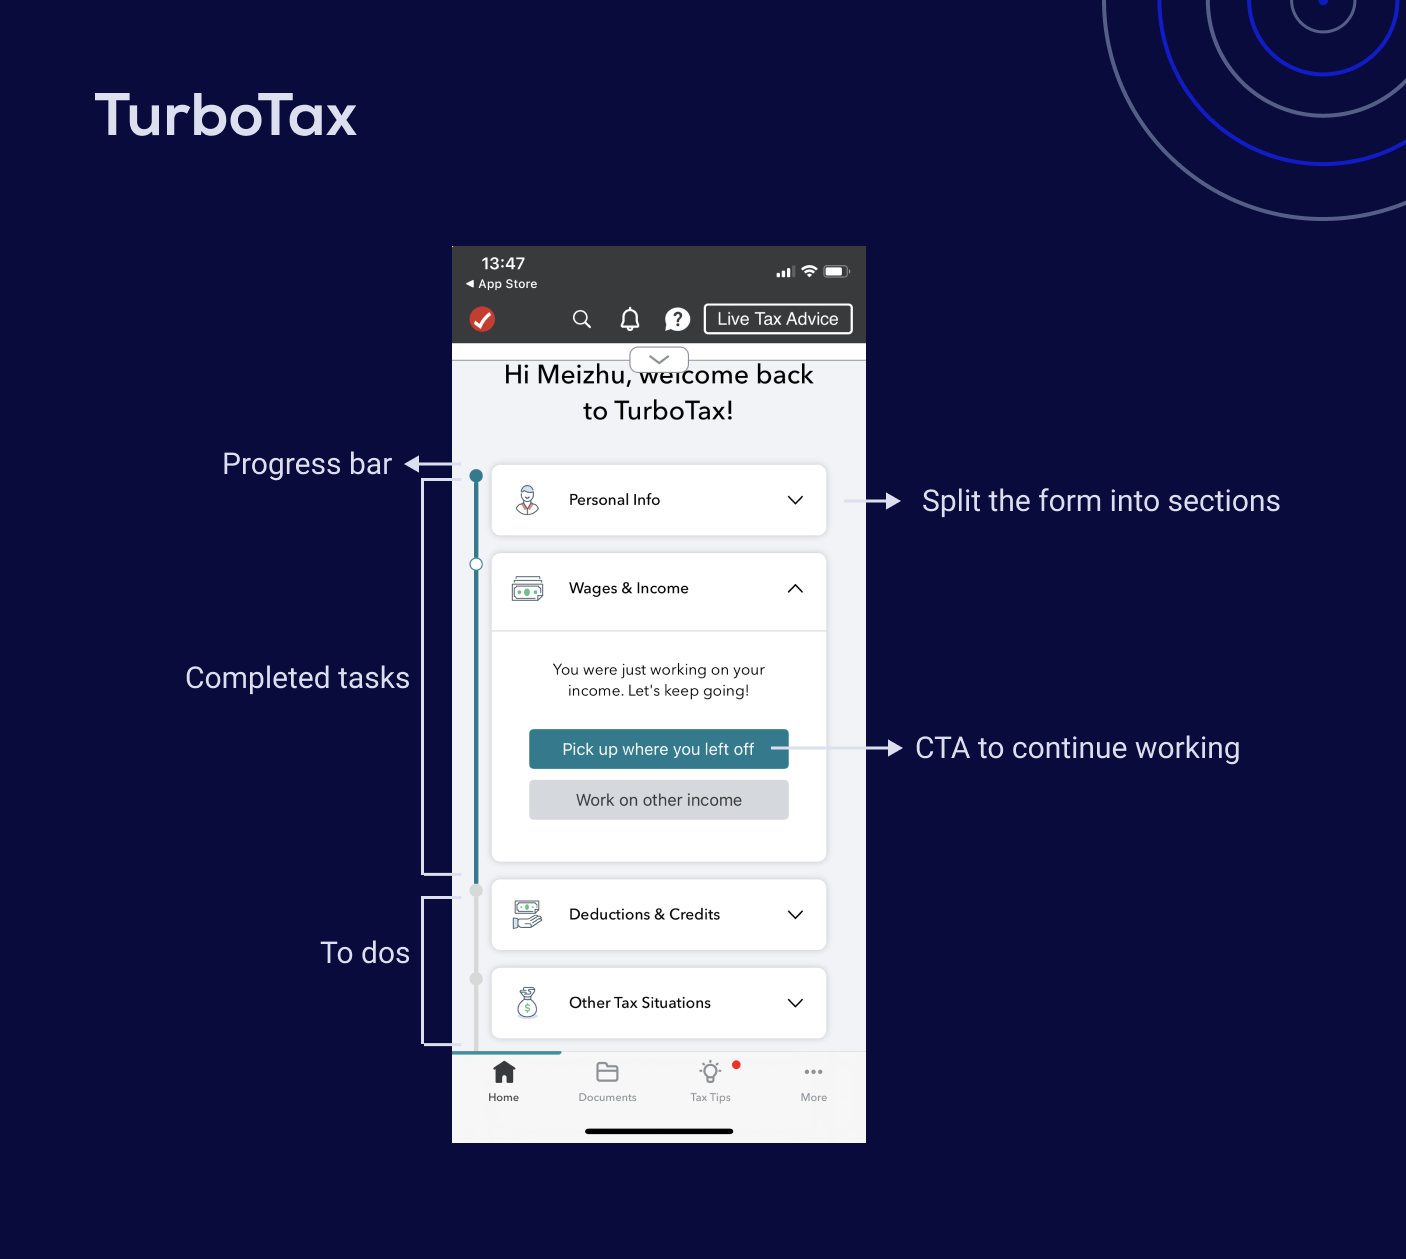 TurboTax
13:47
◀ App Store
Live Tax Advice
Hi Meizhu, welcome back
to TurboTax!
Progress bar
Personal Info
Split the form into sections
Wages & Income
Completed tasks
You were just working on your
income. Let's keep going!
Pick up where you left off
CTA to continue working
Work on other income
Deductions & Credits
To dos
Other Tax Situations
Home
Documents
Tax Tips
More